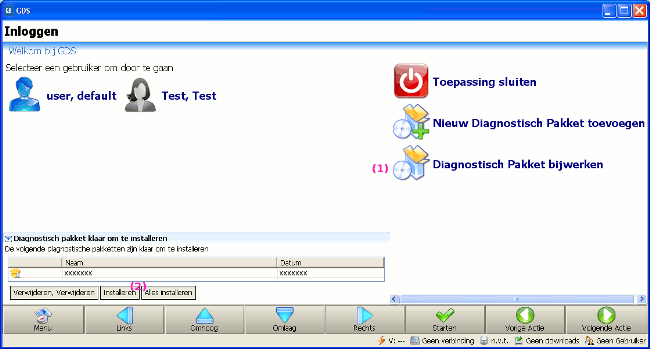 GDS
Inloggen
Welkom bij GDS
Selecteer een gebruiker om door te gaan
user, default
Test, Test
Toepassing sluiten
Nieuw Diagnostisch Pakket toevoegen
(1)
Diagnostisch Pakket bijwerken
Diagnostisch pakket klaar om te installeren
De volgende diagnostische pakketten zijn klaar om te installeren
Naam Datum
xxxxxxx xxxxxxx
(2)
Verwijderen, Verwijderen Installeren Alles installeren
Menu Links Omhoog Omlaag Rechts Starten Vorige Actie Volgende Actie
V: --- Geen verbinding n.v.t. Geen downloads Geen Gebruiker